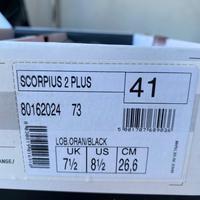 SCORPIUS 2 PLUS
41
80162024 73
LOB.ORAN/BLACK
UK US CM
7½ 8½ 26,6